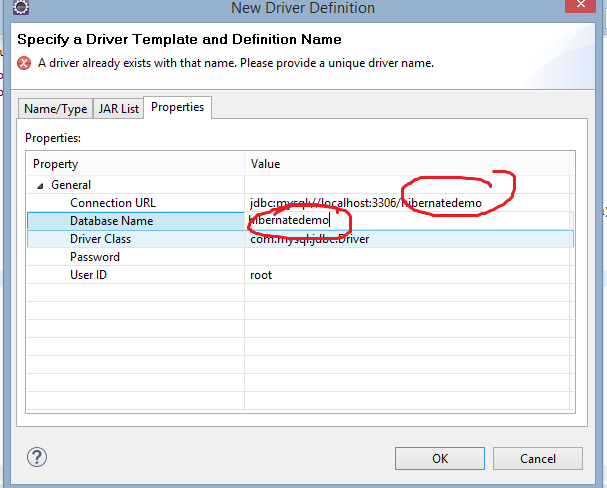 New Driver Definition
Specify a Driver Template and Definition Name
A driver already exists with that name. Please provide a unique driver name.
Name/Type JAR List Properties
Properties:
Property Value
General
Connection URL jdbc:mysql://localhost:3306/hibernatedemo
Database Name hibernatedemo
Driver Class com.mysql.jdbc.Driver
Password
User ID root
?
OK Cancel